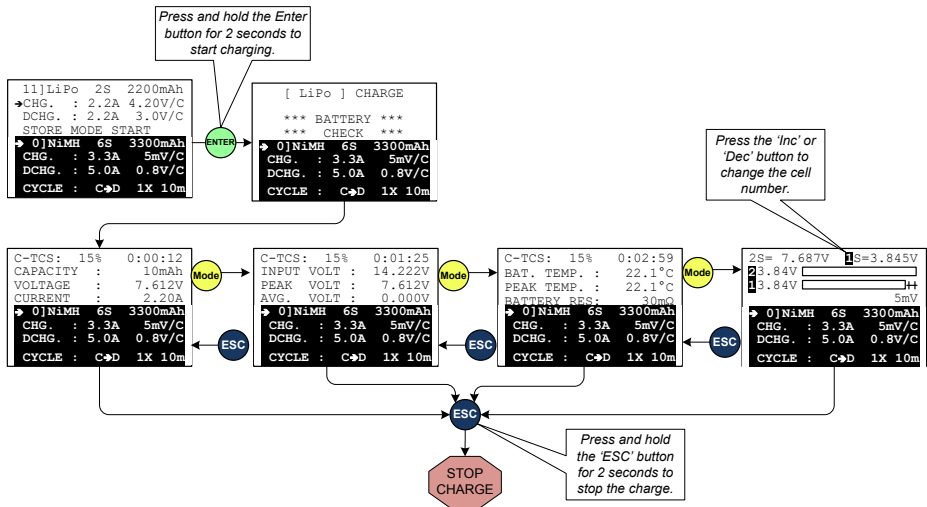 Press and hold the Enter
button for 2 seconds to
start charging.
11]LiPo 2S 2200mAh
➔CHG. : 2.2A 4.20V/C
DCHG. : 2.2A 3.0V/C
STORE MODE START
➔ 0]NiMH 6S 3300mAh
CHG. : 3.3A 5mV/C
DCHG. : 5.0A 0.8V/C
CYCLE : C➔D 1X 10m
ENTER
[ LiPo ] CHARGE
*** BATTERY ***
*** CHECK ***
➔ 0]NiMH 6S 3300mAh
CHG. : 3.3A 5mV/C
DCHG. : 5.0A 0.8V/C
CYCLE : C➔D 1X 10m
Press the ‘Inc’ or
‘Dec’ button to
change the cell
number.
C-TCS: 15% 0:00:12
CAPACITY : 10mAh
VOLTAGE : 7.612V
CURRENT : 2.20A
➔ 0]NiMH 6S 3300mAh
CHG. : 3.3A 5mV/C
DCHG. : 5.0A 0.8V/C
CYCLE : C➔D 1X 10m
Mode
ESC
C-TCS: 15% 0:01:25
INPUT VOLT : 14.222V
PEAK VOLT : 7.612V
AVG. VOLT : 0.000V
➔ 0]NiMH 6S 3300mAh
CHG. : 3.3A 5mV/C
DCHG. : 5.0A 0.8V/C
CYCLE : C➔D 1X 10m
Mode
ESC
C-TCS: 15% 0:02:59
BAT. TEMP. : 22.1°C
PEAK TEMP. : 22.1°C
BATTERY RES: 30mΩ
➔ 0]NiMH 6S 3300mAh
CHG. : 3.3A 5mV/C
DCHG. : 5.0A 0.8V/C
CYCLE : C➔D 1X 10m
Mode
ESC
2S= 7.687V 1S=3.845V
2 3.84V
1 3.84V
5mV
➔ 0]NiMH 6S 3300mAh
CHG. : 3.3A 5mV/C
DCHG. : 5.0A 0.8V/C
CYCLE : C➔D 1X 10m
ESC
Press and hold
the ‘ESC’ button
for 2 seconds to
stop the charge.
STOP
CHARGE